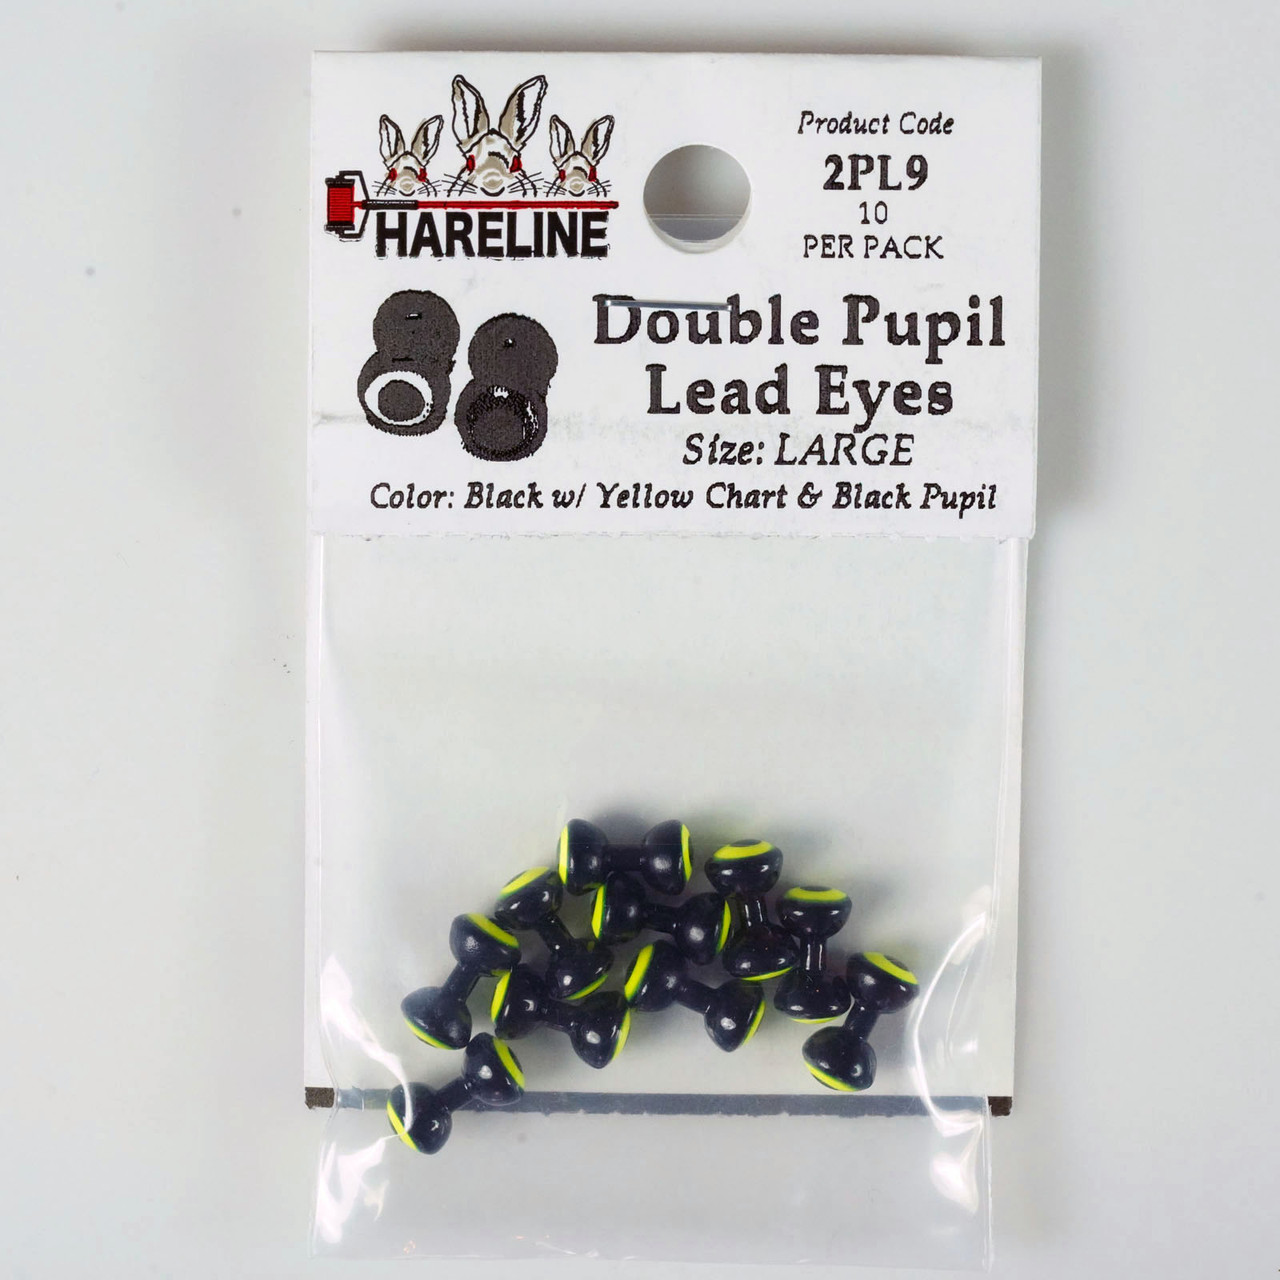 HARELINE
Product Code
2PL9
10
PER PACK
Double Pupil
Lead Eyes
Size: LARGE
Color: Black w/ Yellow Chart & Black Pupil